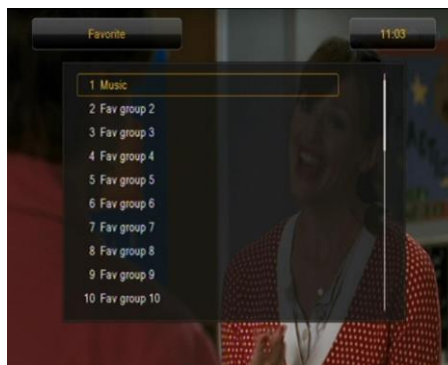 Favorite
11:03
1 Music
2 Fav group 2
3 Fav group 3
4 Fav group 4
5 Fav group 5
6 Fav group 6
7 Fav group 7
8 Fav group 8
9 Fav group 9
10 Fav group 10